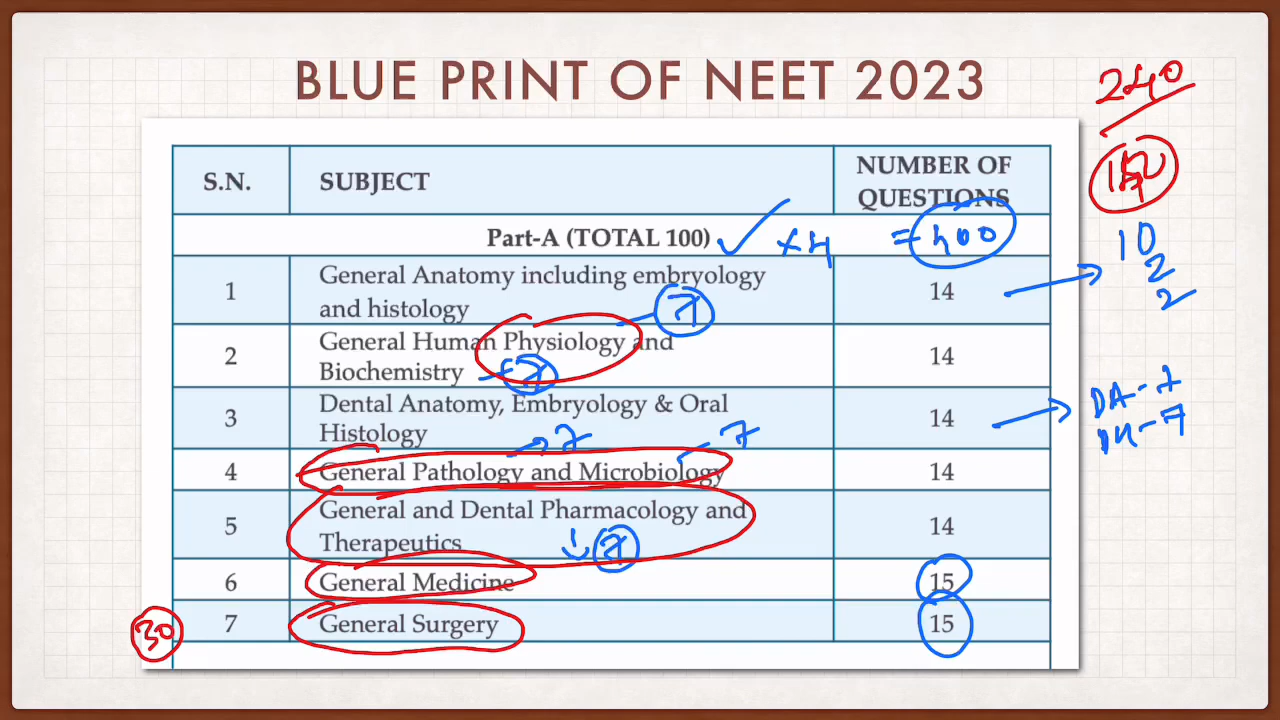 BLUE PRINT OF NEET 2023
240
S.N.
SUBJECT
NUMBER OF
QUESTIONS
Part-A (TOTAL 100)
×4
= 400
1
General Anatomy including embryology
and histology
14
10
2
2
7
2
General Human Physiology and
Biochemistry
14
7
3
Dental Anatomy, Embryology & Oral
Histology
14
DA - 7
DH - 7
7
7
4
General Pathology and Microbiology
14
5
General and Dental Pharmacology and
Therapeutics
14
7
6
General Medicine
15
30
7
General Surgery
15